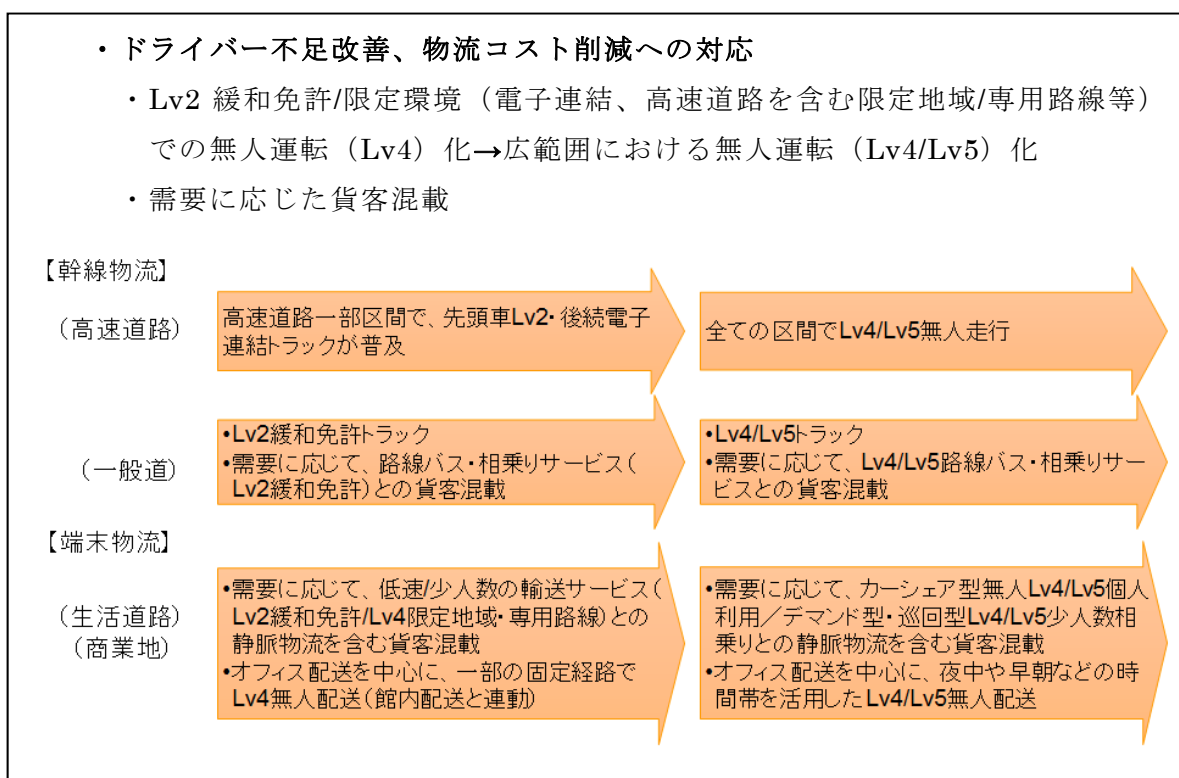 ・ドライバー不足改善、物流コスト削減への対応
・Lv2 緩和免許/限定環境（電子連結、高速道路を含む限定地域/専用路線等）
での無人運転（Lv4）化→広範囲における無人運転（Lv4/Lv5）化
・需要に応じた貨客混載
【幹線物流】
（高速道路）
高速道路一部区間で、先頭車Lv2・後続電子
連結トラックが普及
全ての区間でLv4/Lv5無人走行
（一般道）
•Lv2緩和免許トラック
•需要に応じて、路線バス・相乗りサービス（
Lv2緩和免許）との貨客混載
•Lv4/Lv5トラック
•需要に応じて、Lv4/Lv5路線バス・相乗りサー
ビスとの貨客混載
【端末物流】
（生活道路）
（商業地）
•需要に応じて、低速/少人数の輸送サービス（
Lv2緩和免許/Lv4限定地域・専用路線）との
静脈物流を含む貨客混載
•オフィス配送を中心に、一部の固定経路で
Lv4無人配送（館内配送と連動）
•需要に応じて、カーシェア型無人Lv4/Lv5個人
利用／デマンド型・巡回型Lv4/Lv5少人数相
乗りとの静脈物流を含む貨客混載
•オフィス配送を中心に、夜中や早朝などの時
間帯を活用したLv4/Lv5無人配送